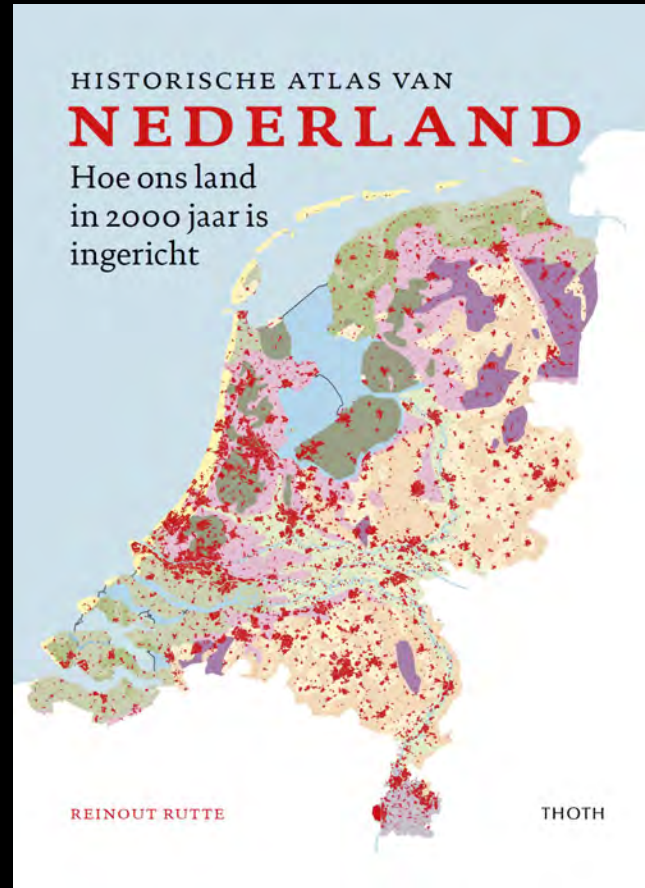 HISTORISCHE ATLAS VAN
NEDERLAND
Hoe ons land
in 2000 jaar is
ingericht
REINOUT RUTTE
THOTH